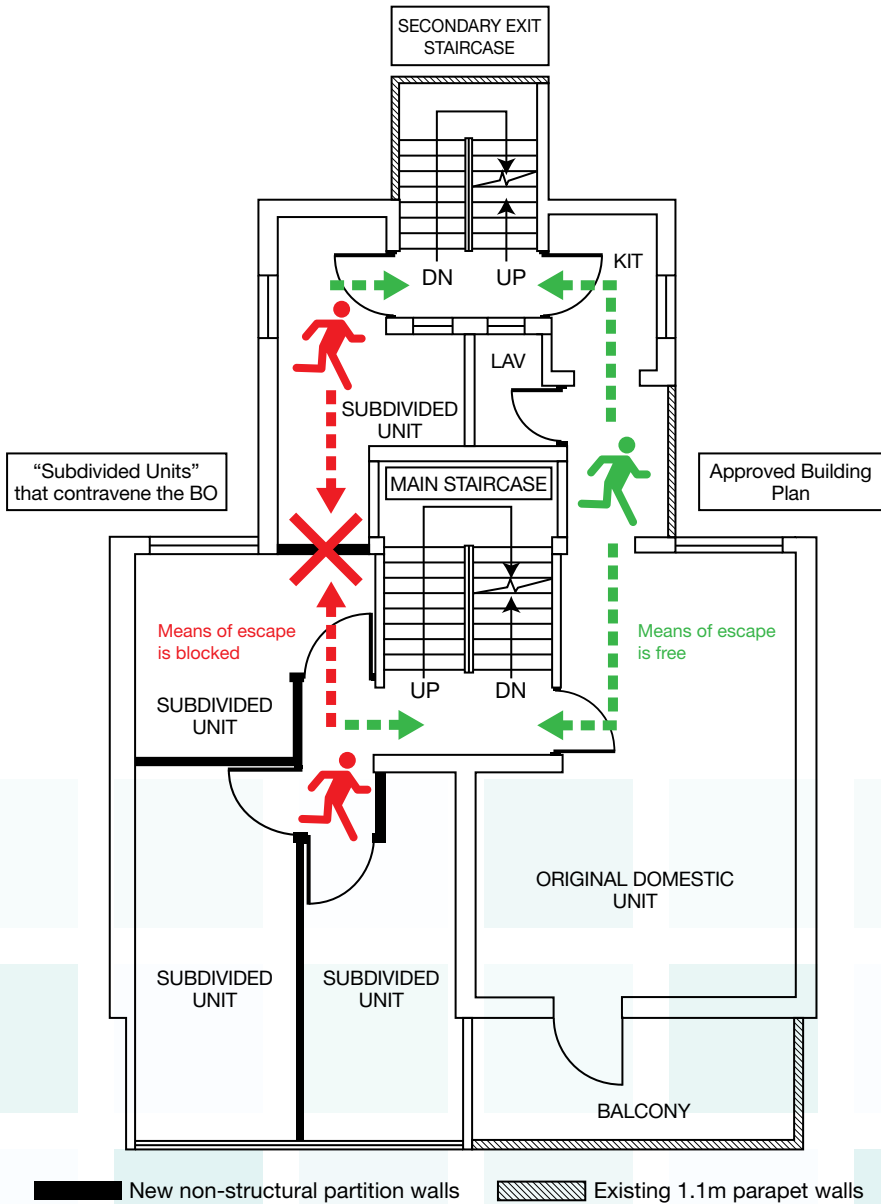 SECONDARY EXIT
STAIRCASE
DN
UP
KIT
LAV
SUBDIVIDED
UNIT
“Subdivided Units”
that contravene the BO
MAIN STAIRCASE
Approved Building
Plan
Means of escape
is blocked
Means of escape
is free
SUBDIVIDED
UNIT
UP
DN
ORIGINAL DOMESTIC
UNIT
SUBDIVIDED
UNIT
SUBDIVIDED
UNIT
BALCONY
New non-structural partition walls
Existing 1.1m parapet walls